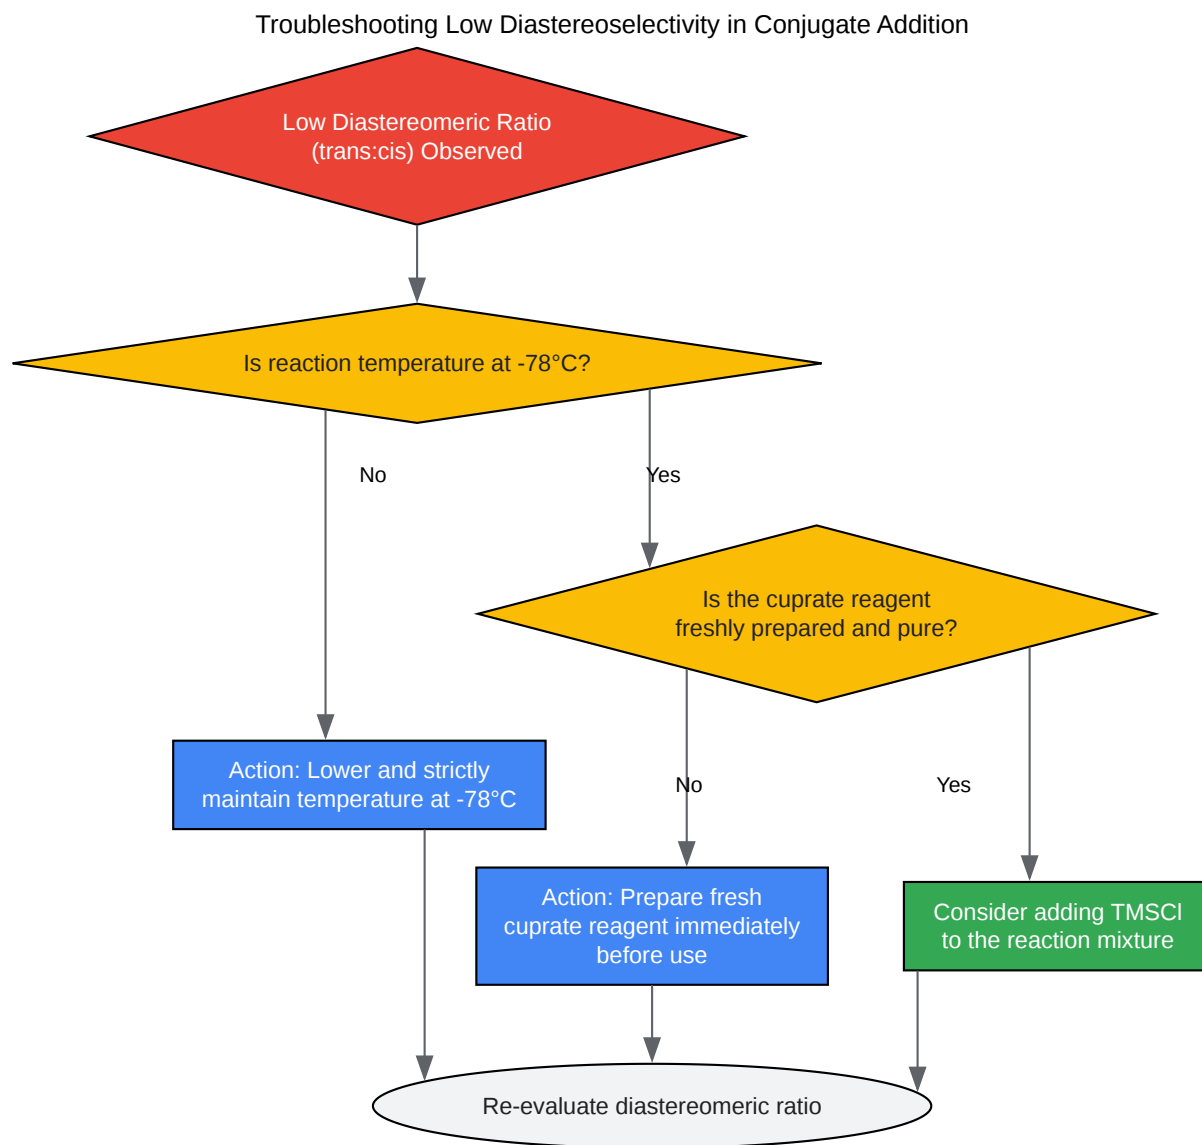 Troubleshooting Low Diastereoselectivity in Conjugate Addition
Low Diastereomeric Ratio
(trans:cis) Observed
Is reaction temperature at -78°C?
No
Yes
Is the cuprate reagent
freshly prepared and pure?
Action: Lower and strictly
maintain temperature at -78°C
No
Yes
Action: Prepare fresh
cuprate reagent immediately
before use
Consider adding TMSCl
to the reaction mixture
Re-evaluate diastereomeric ratio